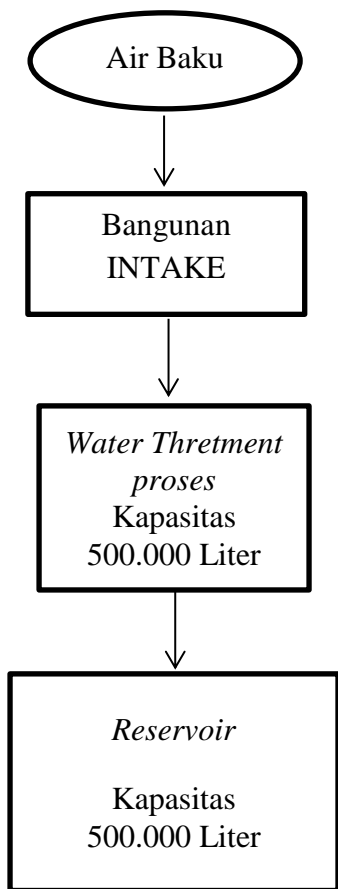 Air Baku
Bangunan
INTAKE
Water Thretment
proses
Kapasitas
500.000 Liter
Reservoir
Kapasitas
500.000 Liter